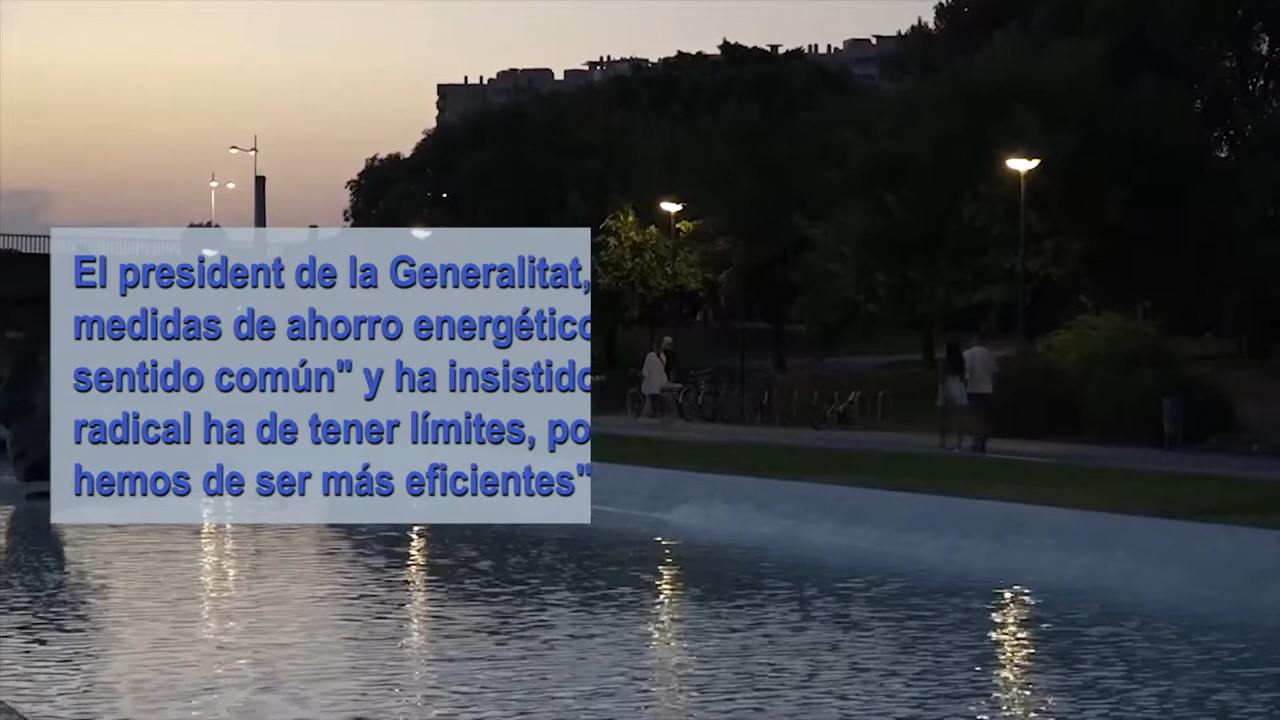 El president de la Generalitat,
medidas de ahorro energético
sentido común" y ha insistido
radical ha de tener límites, po
hemos de ser más eficientes"